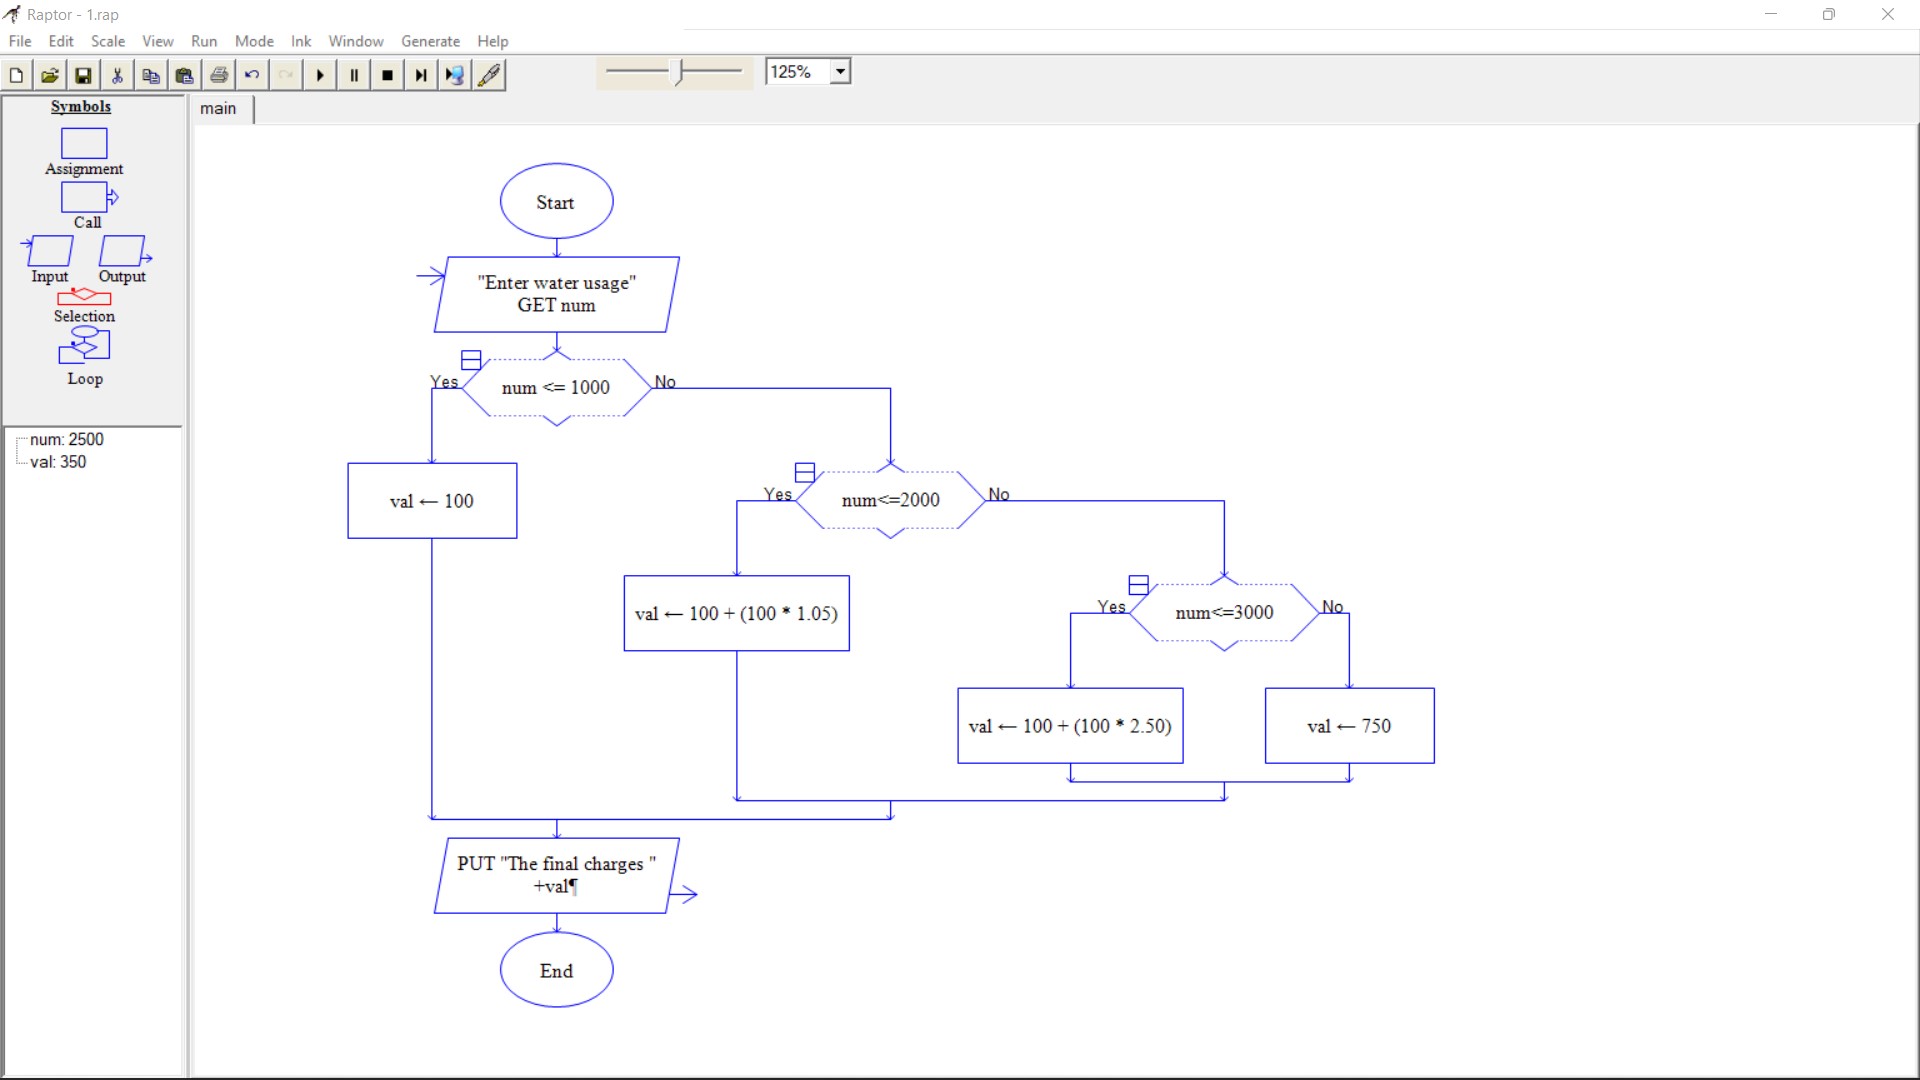 Raptor - 1.rap
File Edit Scale View Run Mode Ink Window Generate Help
125%
Symbols
Assignment
Call
Input Output
Selection
Loop
num: 2500
val: 350
main
Start
"Enter water usage"
GET num
Yes num <= 1000 No
val ← 100
Yes num<=2000 No
val ← 100 + (100 * 1.05)
Yes num<=3000 No
val ← 100 + (100 * 2.50)
val ← 750
PUT "The final charges "
+val¶
End